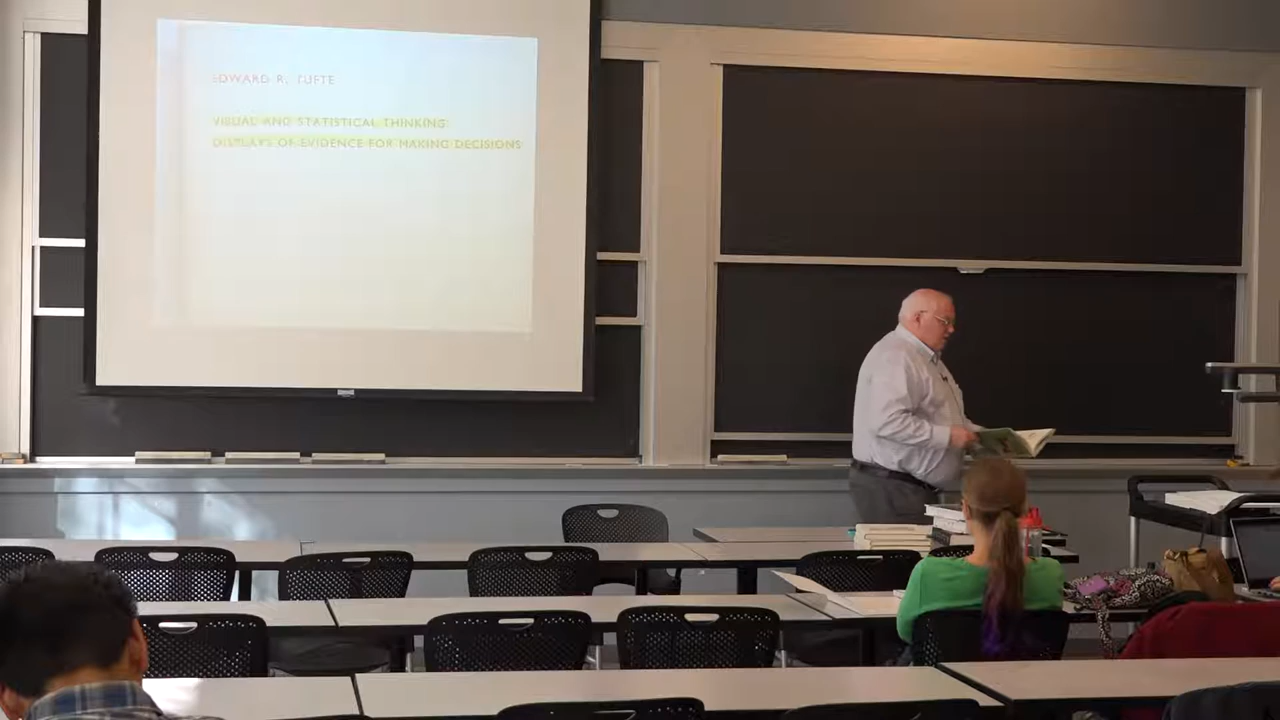 EDWARD R. TUFTE
VISUAL AND STATISTICAL THINKING:
DISPLAYS OF EVIDENCE FOR MAKING DECISIONS